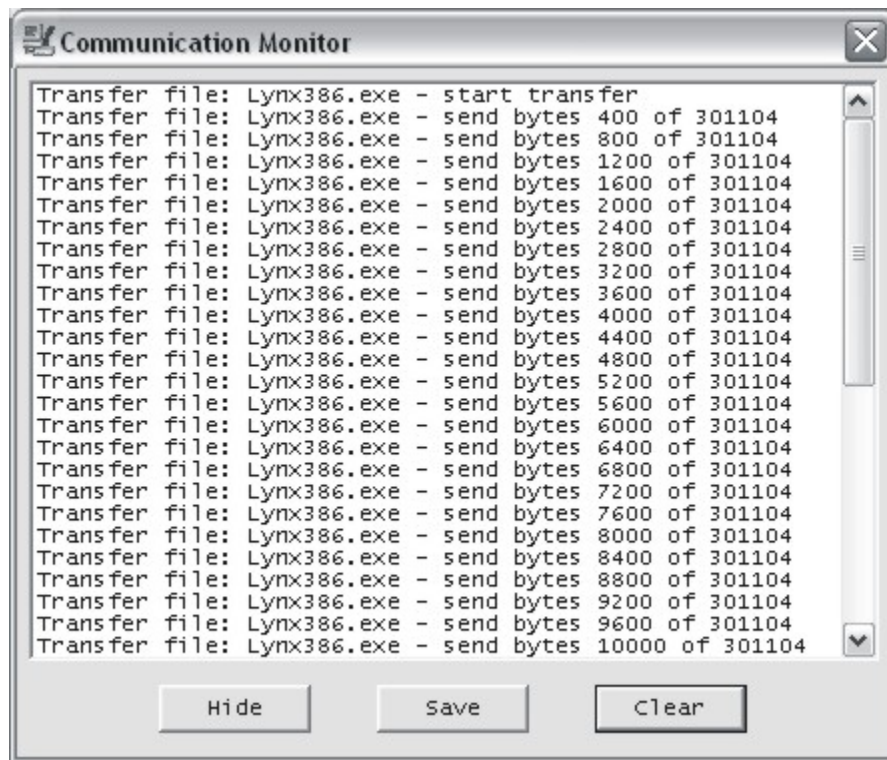 Communication Monitor
Transfer file: Lynx386.exe - start transfer
Transfer file: Lynx386.exe - send bytes 400 of 301104
Transfer file: Lynx386.exe - send bytes 800 of 301104
Transfer file: Lynx386.exe - send bytes 1200 of 301104
Transfer file: Lynx386.exe - send bytes 1600 of 301104
Transfer file: Lynx386.exe - send bytes 2000 of 301104
Transfer file: Lynx386.exe - send bytes 2400 of 301104
Transfer file: Lynx386.exe - send bytes 2800 of 301104
Transfer file: Lynx386.exe - send bytes 3200 of 301104
Transfer file: Lynx386.exe - send bytes 3600 of 301104
Transfer file: Lynx386.exe - send bytes 4000 of 301104
Transfer file: Lynx386.exe - send bytes 4400 of 301104
Transfer file: Lynx386.exe - send bytes 4800 of 301104
Transfer file: Lynx386.exe - send bytes 5200 of 301104
Transfer file: Lynx386.exe - send bytes 5600 of 301104
Transfer file: Lynx386.exe - send bytes 6000 of 301104
Transfer file: Lynx386.exe - send bytes 6400 of 301104
Transfer file: Lynx386.exe - send bytes 6800 of 301104
Transfer file: Lynx386.exe - send bytes 7200 of 301104
Transfer file: Lynx386.exe - send bytes 7600 of 301104
Transfer file: Lynx386.exe - send bytes 8000 of 301104
Transfer file: Lynx386.exe - send bytes 8400 of 301104
Transfer file: Lynx386.exe - send bytes 8800 of 301104
Transfer file: Lynx386.exe - send bytes 9200 of 301104
Transfer file: Lynx386.exe - send bytes 9600 of 301104
Transfer file: Lynx386.exe - send bytes 10000 of 301104
Hide Save Clear